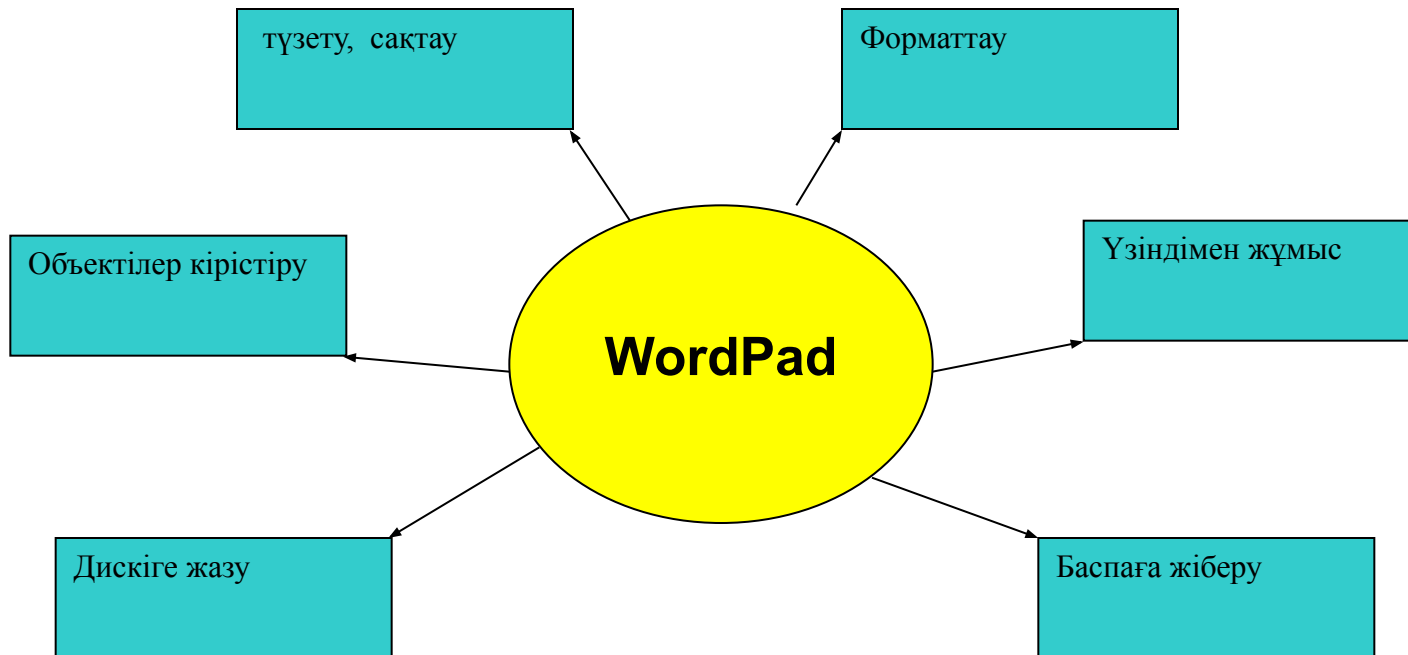 түзету, сақтау
Форматтау
Объектілер кірістіру
Үзіндімен жұмыс
WordPad
Дискіге жазу
Баспаға жіберу